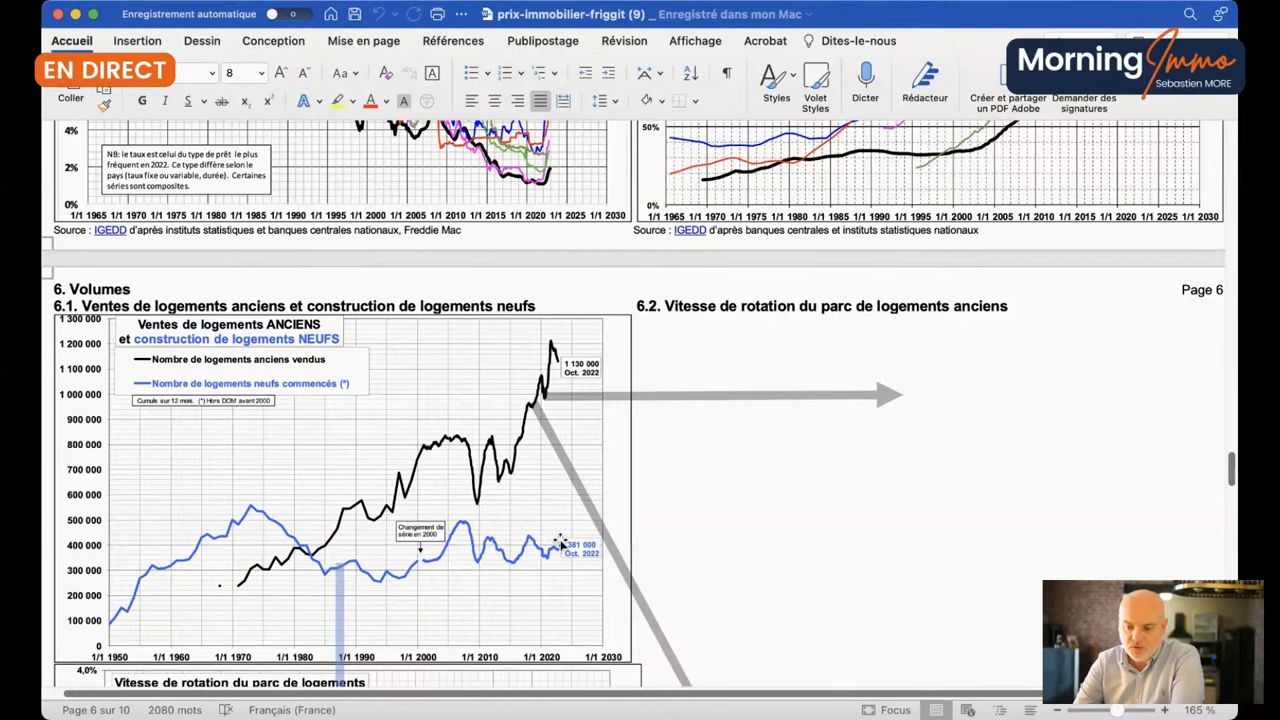 Enregistrement automatique
prix-immobilier-friggit (9) _ Enregistré dans mon Mac
Accueil Insertion Dessin Conception Mise en page Références Publipostage Révision Affichage Acrobat Dites-le-nous
EN DIRECT
Morning Immo
Sebastien MORE
8
Aa
A
Coller
G I S x x
A A A
Styles
Volet
Styles
Dicter
Rédacteur
Créer et partager
un PDF Adobe
Demander des
signatures
4%
2%
0%
NB: le taux est celui du type de prêt le plus
fréquent en 2022. Ce type diffère selon le
pays (taux fixe ou variable, durée). Certaines
séries sont composites.
1/1 1965 1/1 1970 1/1 1975 1/1 1980 1/1 1985 1/1 1990 1/1 1995 1/1 2000 1/1 2005 1/1 2010 1/1 2015 1/1 2020 1/1 2025 1/1 2030
Source : IGEDD d'après instituts statistiques et banques centrales nationaux, Freddie Mac
50%
0%
1/1 1965 1/1 1970 1/1 1975 1/1 1980 1/1 1985 1/1 1990 1/1 1995 1/1 2000 1/1 2005 1/1 2010 1/1 2015 1/1 2020 1/1 2025 1/1 2030
Source : IGEDD d'après banques centrales et instituts statistiques nationaux
6. Volumes
Page 6
6.1. Ventes de logements anciens et construction de logements neufs
6.2. Vitesse de rotation du parc de logements anciens
Ventes de logements ANCIENS
et construction de logements NEUFS
Nombre de logements anciens vendus
Nombre de logements neufs commencés (*)
Cumuls sur 12 mois. (*) Hors DOM avant 2000
1 300 000
1 200 000
1 100 000
1 000 000
900 000
800 000
700 000
600 000
500 000
400 000
300 000
200 000
100 000
0
1 130 000
Oct. 2022
Changement de
série en 2000
381 000
Oct. 2022
1/1 1950 1/1 1960 1/1 1970 1/1 1980 1/1 1990 1/1 2000 1/1 2010 1/1 2020 1/1 2030
4,0%
Vitesse de rotation du parc de logements
Page 6 sur 10 2080 mots Français (France)
Focus
165 %